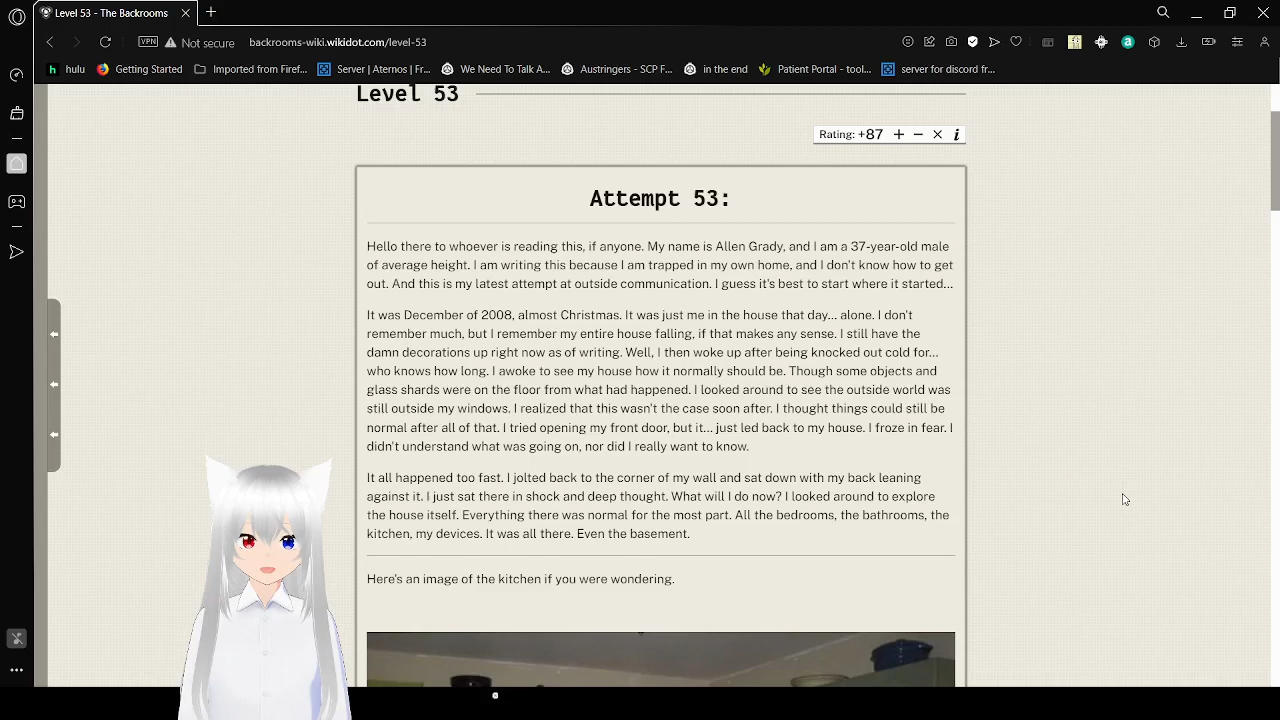 Level 53 - The Backrooms
VPN Not secure backrooms-wiki.wikidot.com/level-53
hulu Getting Started Imported from Firef... Server | Aternos | Fr... We Need To Talk A... Austringers - SCP F... in the end Patient Portal - tool... server for discord fr...
Level 53
Rating: +87 + − × i
Attempt 53:
Hello there to whoever is reading this, if anyone. My name is Allen Grady, and I am a 37-year-old male
of average height. I am writing this because I am trapped in my own home, and I don't know how to get
out. And this is my latest attempt at outside communication. I guess it's best to start where it started...
It was December of 2008, almost Christmas. It was just me in the house that day... alone. I don't
remember much, but I remember my entire house falling, if that makes any sense. I still have the
damn decorations up right now as of writing. Well, I then woke up after being knocked out cold for...
who knows how long. I awoke to see my house how it normally should be. Though some objects and
glass shards were on the floor from what had happened. I looked around to see the outside world was
still outside my windows. I realized that this wasn't the case soon after. I thought things could still be
normal after all of that. I tried opening my front door, but it... just led back to my house. I froze in fear. I
didn't understand what was going on, nor did I really want to know.
It all happened too fast. I jolted back to the corner of my wall and sat down with my back leaning
against it. I just sat there in shock and deep thought. What will I do now? I looked around to explore
the house itself. Everything there was normal for the most part. All the bedrooms, the bathrooms, the
kitchen, my devices. It was all there. Even the basement.
Here's an image of the kitchen if you were wondering.